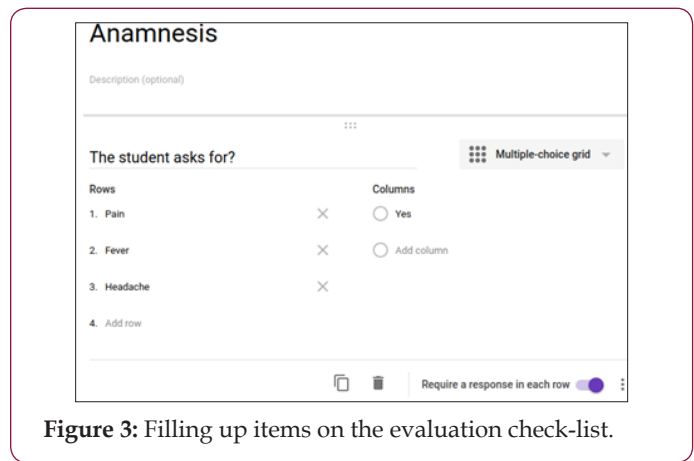 Anamnesis
Description (optional)
The student asks for?
Multiple-choice grid
Rows
Columns
1. Pain
Yes
2. Fever
Add column
3. Headache
4. Add row
Require a response in each row
Figure 3: Filling up items on the evaluation check-list.